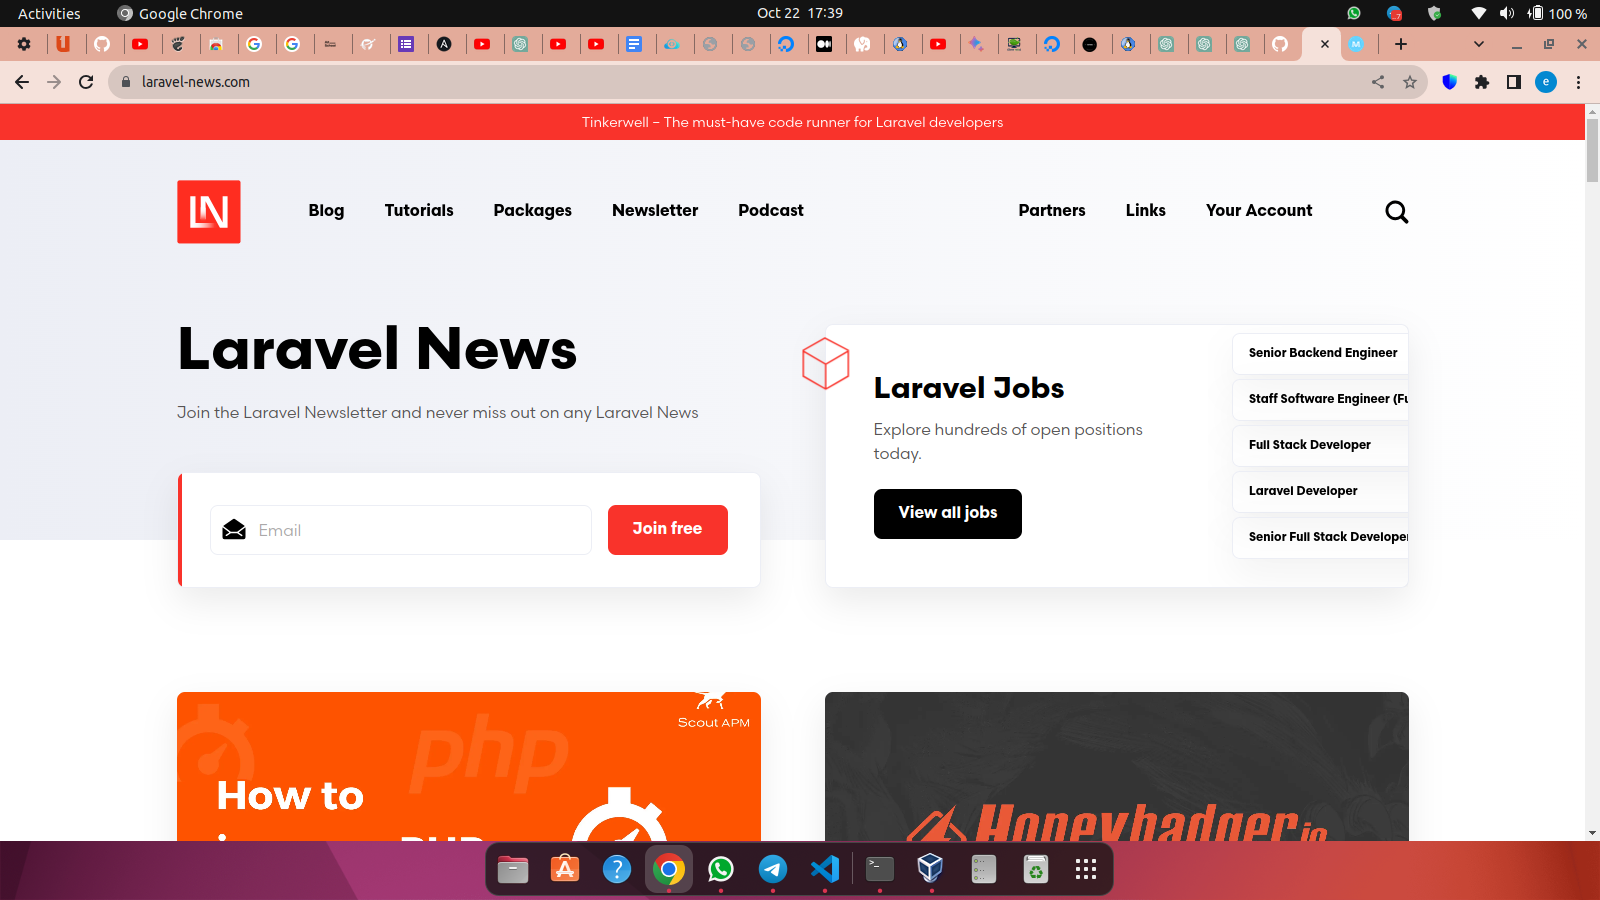 Activities
Google Chrome
Oct 22 17:39
100 %
laravel-news.com
e
Tinkerwell – The must-have code runner for Laravel developers
LN
Blog
Tutorials
Packages
Newsletter
Podcast
Partners
Links
Your Account
Laravel News
Join the Laravel Newsletter and never miss out on any Laravel News
Email
Join free
Laravel Jobs
Explore hundreds of open positions
today.
View all jobs
Senior Backend Engineer
Staff Software Engineer (Fu
Full Stack Developer
Laravel Developer
Senior Full Stack Developer
php
Scout APM
How to
Honeybadger.io